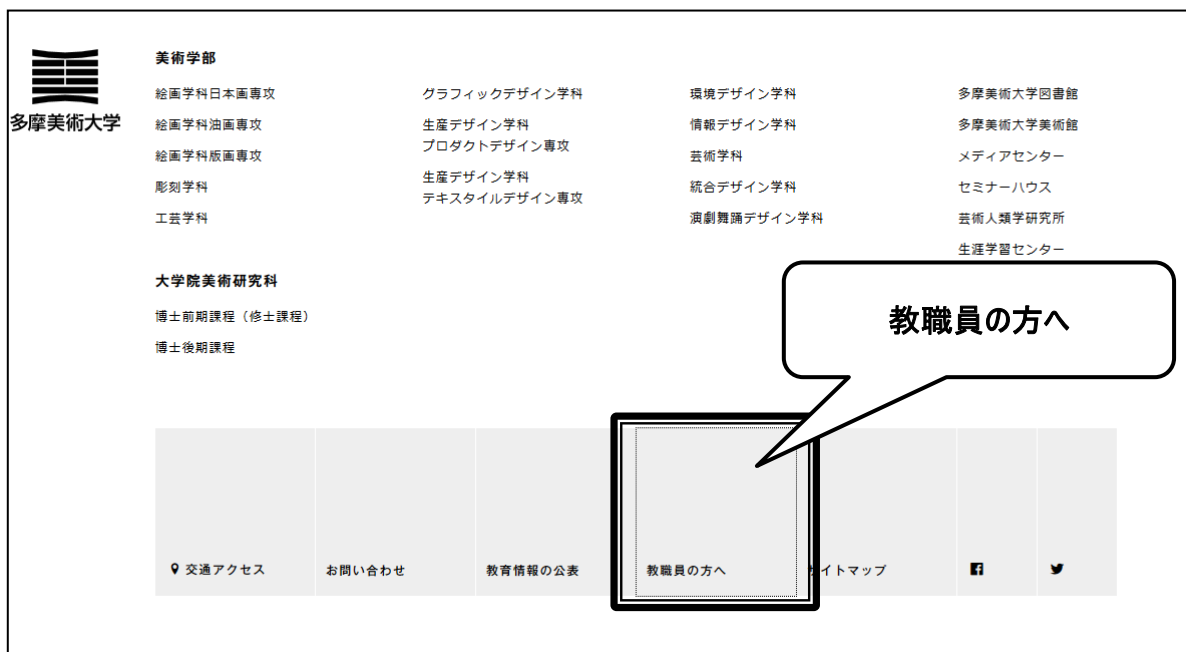 多摩美術大学
美術学部
絵画学科日本画専攻
絵画学科油画専攻
絵画学科版画専攻
彫刻学科
工芸学科
グラフィックデザイン学科
生産デザイン学科
プロダクトデザイン専攻
生産デザイン学科
テキスタイルデザイン専攻
環境デザイン学科
情報デザイン学科
芸術学科
統合デザイン学科
演劇舞踊デザイン学科
多摩美術大学図書館
多摩美術大学美術館
メディアセンター
セミナーハウス
芸術人類学研究所
生涯学習センター
大学院美術研究科
博士前期課程（修士課程）
博士後期課程
教職員の方へ
交通アクセス
お問い合わせ
教育情報の公表
教職員の方へ
サイトマップ